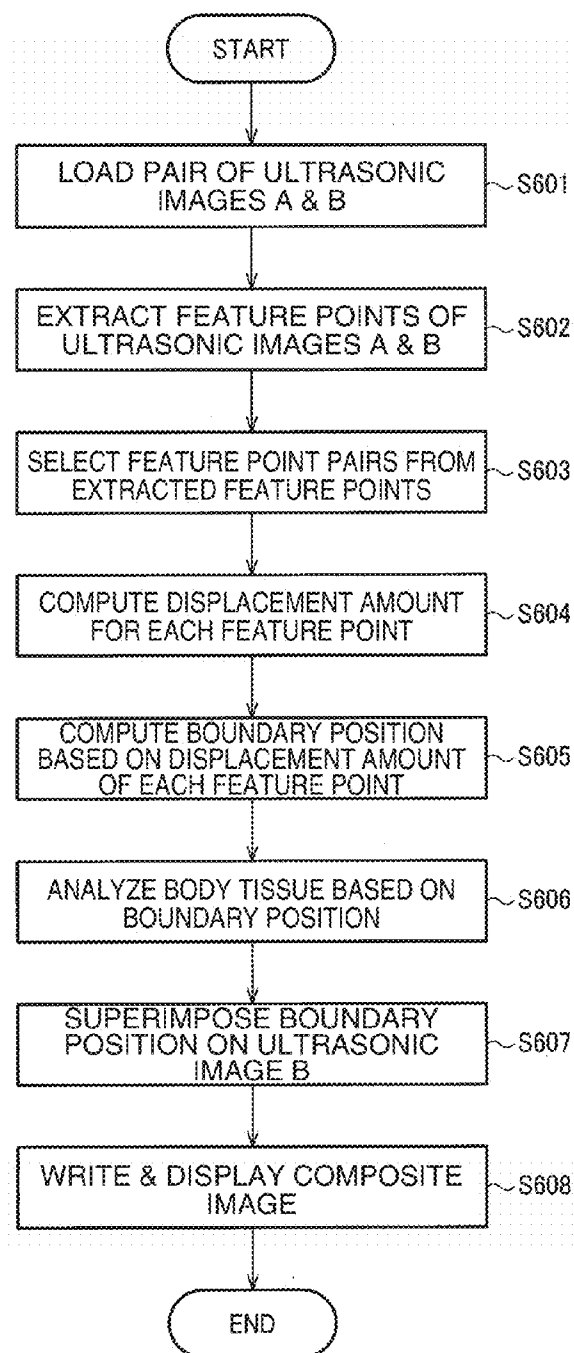 START
LOAD PAIR OF ULTRASONIC
IMAGES A & B
S601
EXTRACT FEATURE POINTS OF
ULTRASONIC IMAGES A & B
S602
SELECT FEATURE POINT PAIRS FROM
EXTRACTED FEATURE POINTS
S603
COMPUTE DISPLACEMENT AMOUNT
FOR EACH FEATURE POINT
S604
COMPUTE BOUNDARY POSITION
BASED ON DISPLACEMENT AMOUNT
OF EACH FEATURE POINT
S605
ANALYZE BODY TISSUE BASED ON
BOUNDARY POSITION
S606
SUPERIMPOSE BOUNDARY
POSITION ON ULTRASONIC
IMAGE B
S607
WRITE & DISPLAY COMPOSITE
IMAGE
S608
END